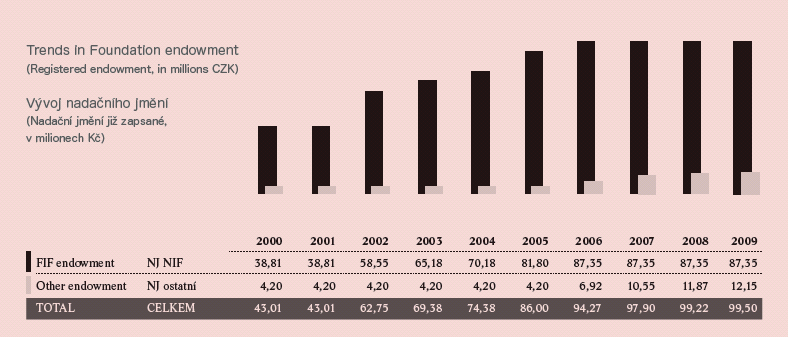 Trends in Foundation endowment
(Registered endowment, in millions CZK)
Vývoj nadačního jmění
(Nadační jmění již zapsané,
v milionech Kč)
2000 2001 2002 2003 2004 2005 2006 2007 2008 2009
FIF endowment NJ NIF 38,81 38,81 58,55 65,18 70,18 81,80 87,35 87,35 87,35 87,35
Other endowment NJ ostatní 4,20 4,20 4,20 4,20 4,20 4,20 6,92 10,55 11,87 12,15
TOTAL CELKEM 43,01 43,01 62,75 69,38 74,38 86,00 94,27 97,90 99,22 99,50